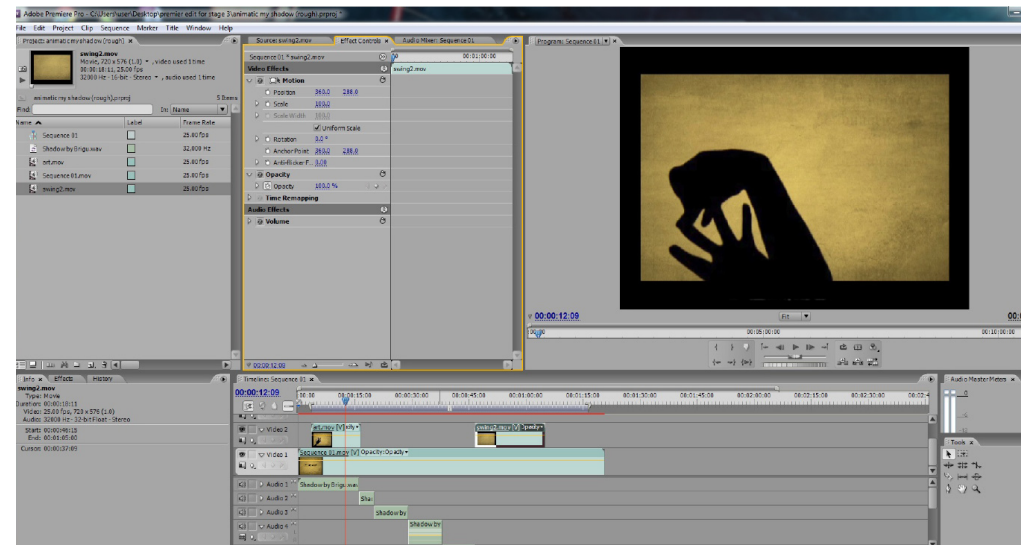 Adobe Premiere Pro - C:\Users\user\Desktop\premier edit for stage 3\animatic my shadow (rough).prproj *
File Edit Project Clip Sequence Marker Title Window Help
Project: animatic my shadow (rough) ×
swing2.mov
Movie, 720 x 576 (1.0) , video used 1 time
00:00:18:11, 25.00 fps
32000 Hz - 16-bit - Stereo , audio used 1 time
animatic my shadow (rough).prproj 5 Items
Find: In: Name
Name Label Frame Rate
Sequence 01 25.00 fps
Shadow by Brigu.wav 32,000 Hz
art.mov 25.00 fps
Sequence 01.mov 25.00 fps
swing2.mov 25.00 fps
Source: swing2.mov Effect Controls × Audio Mixer: Sequence 01
Sequence 01 * swing2.mov 00:01:00:00
Video Effects swing2.mov
Motion
Position 360.0 288.0
Scale 100.0
Scale Width 100.0
Uniform Scale
Rotation 0.0 °
Anchor Point 360.0 288.0
Anti-flicker F... 0.00
Opacity
Opacity 100.0 %
Time Remapping
Audio Effects
Volume
00:00:12:09
Program: Sequence 01 ×
00:00:12:09 Fit 00:
00:00 00:05:00:00 00:10:00:00
Info × Effects History
swing2.mov
Type: Movie
Duration: 00:00:18:11
Video: 25.00 fps, 720 x 576 (1.0)
Audio: 32000 Hz - 32-bit Float - Stereo
Start: 00:00:46:15
End: 00:01:05:00
Cursor: 00:00:37:09
Timeline: Sequence 01 ×
00:00:12:09 00:00 00:00:15:00 00:00:30:00 00:00:45:00 00:01:00:00 00:01:15:00 00:01:30:00 00:01:45:00 00:02:00:00 00:02:15:00 00:02:30:00 00:02:4
Video 2 art.mov [V] swing2.mov [V] Opacity
Video 1 Sequence 01.mov [V] Opacity:Opacity
Audio 1 Shadow by Brigu.wav
Audio 2 Shad
Audio 3 Shadow by
Audio 4 Shadow by
Audio Master Meters ×
0
Tools ×